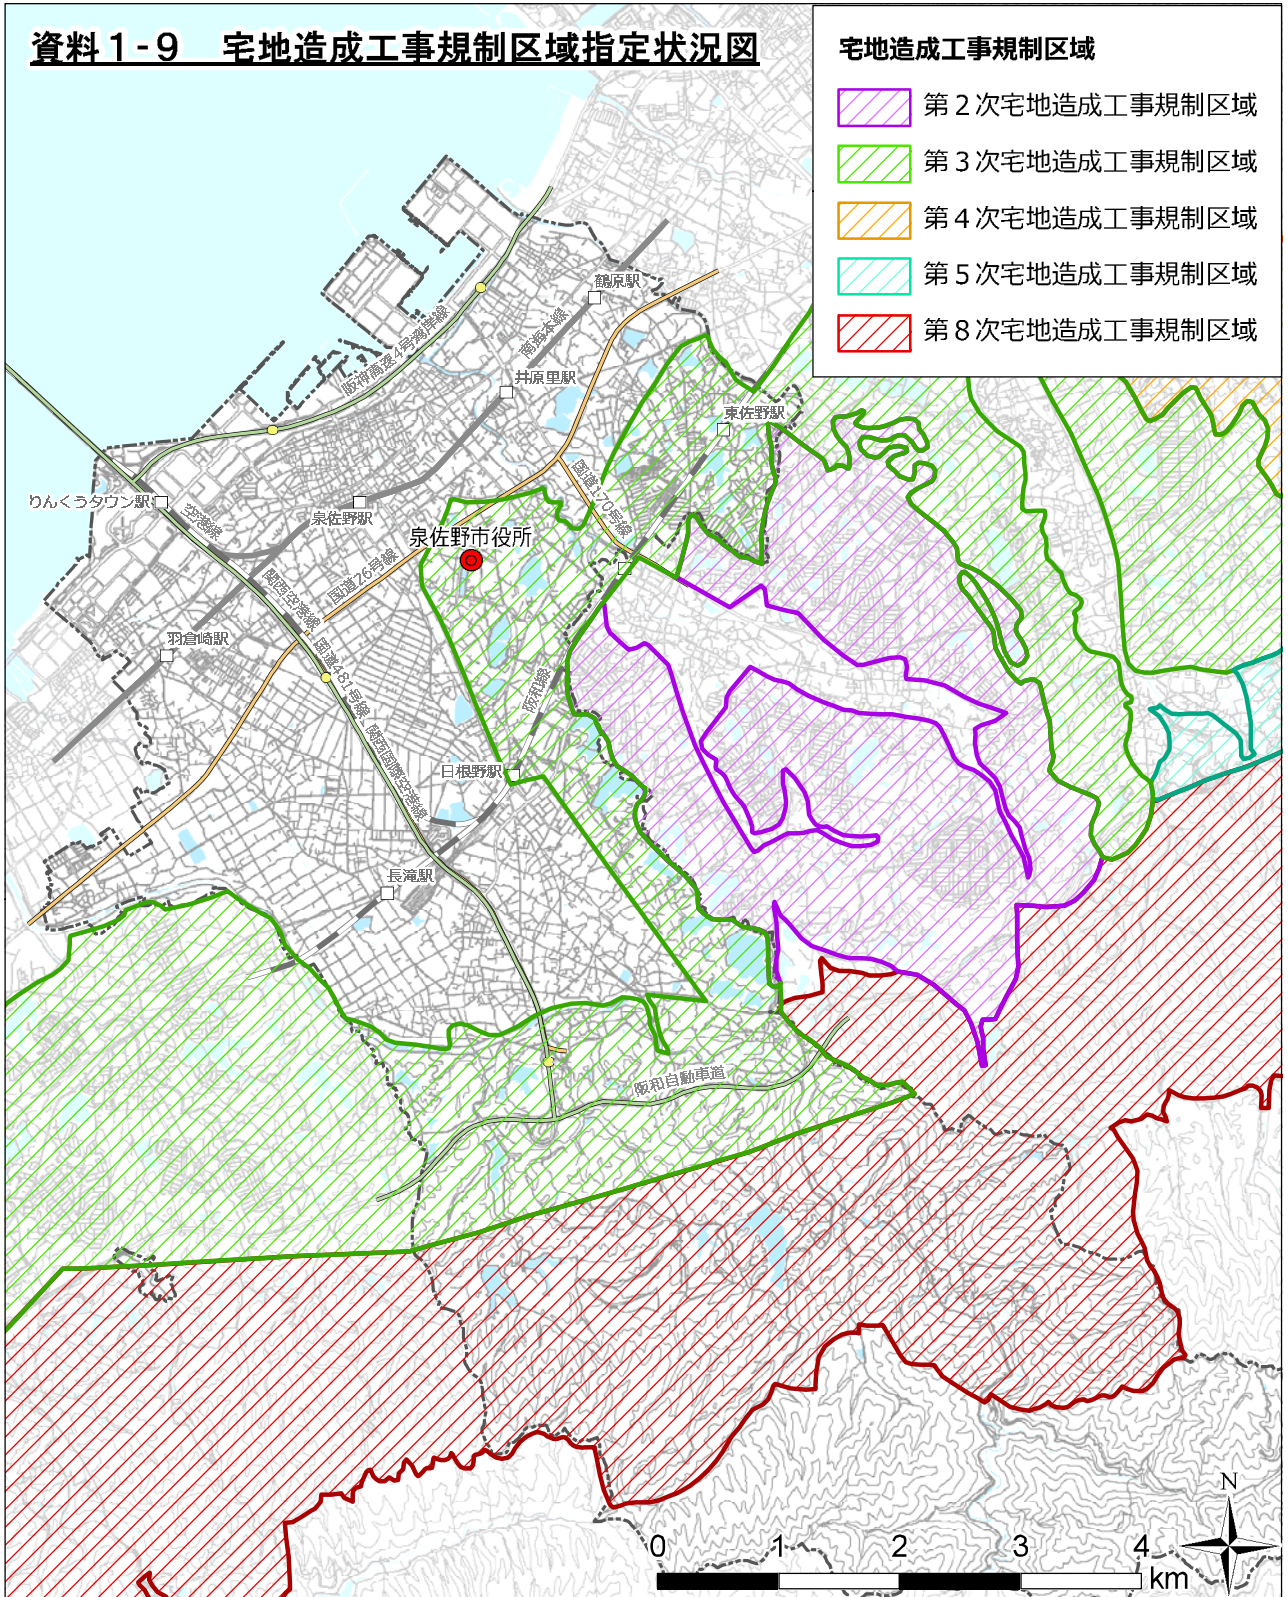 資料1-9　宅地造成工事規制区域指定状況図
宅地造成工事規制区域
第2次宅地造成工事規制区域
第3次宅地造成工事規制区域
第4次宅地造成工事規制区域
第5次宅地造成工事規制区域
第8次宅地造成工事規制区域
鶴原駅
南海本線
阪神高速4号湾岸線
井原里駅
東佐野駅
国道170号線
りんくうタウン駅
空港線
泉佐野駅
泉佐野市役所
国道26号線
関西空港線
国道481号線
羽倉崎駅
阪和線
関西国際空港線
日根野駅
長滝駅
阪和自動車道
N
0 1 2 3 4
km